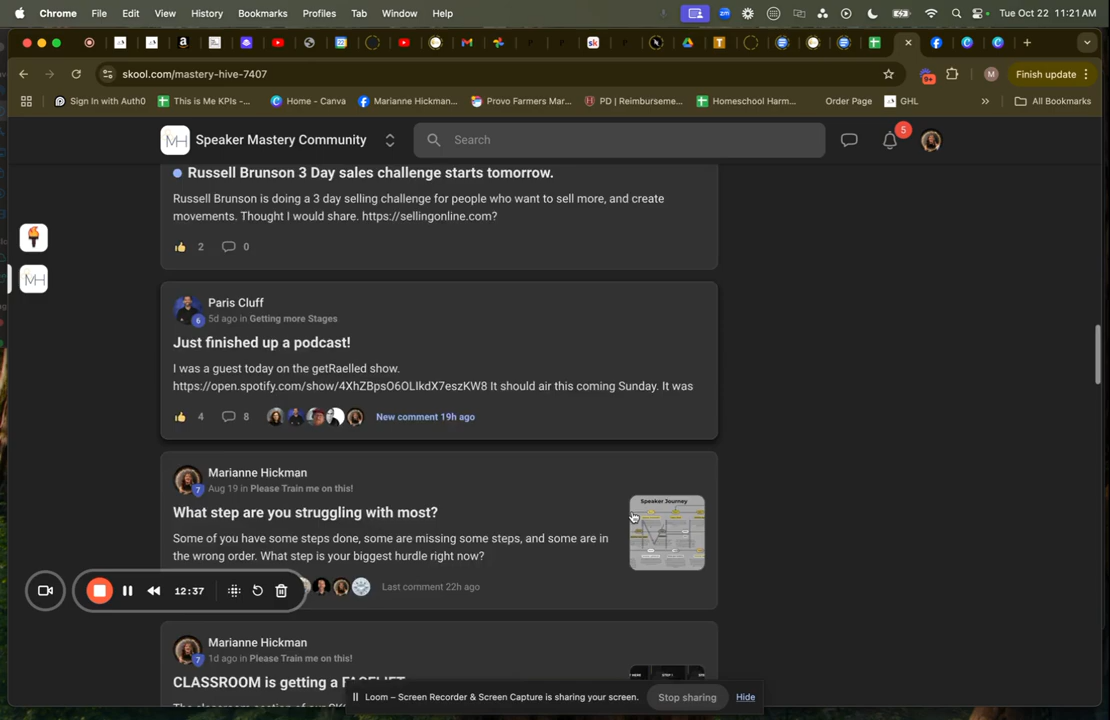 Chrome File Edit View History Bookmarks Profiles Tab Window Help Tue Oct 22 11:21 AM
skool.com/mastery-hive-7407 9+ M Finish update
Sign In with Auth0 This is Me KPIs -... Home - Canva Marianne Hickman... Provo Farmers Mar... PD | Reimburseme... Homeschool Harm... Order Page GHL » All Bookmarks
MH Speaker Mastery Community Search 5
Russell Brunson 3 Day sales challenge starts tomorrow.
Russell Brunson is doing a 3 day selling challenge for people who want to sell more, and create
movements. Thought I would share. https://sellingonline.com?
2 0
MH
Paris Cluff
6 5d ago in Getting more Stages
Just finished up a podcast!
I was a guest today on the getRaelled show.
https://open.spotify.com/show/4XhZBpsO6OLIkdX7eszKW8 It should air this coming Sunday. It was
4 8 New comment 19h ago
Marianne Hickman
7 Aug 19 in Please Train me on this!
What step are you struggling with most?
Speaker Journey
Some of you have some steps done, some are missing some steps, and some are in
the wrong order. What step is your biggest hurdle right now?
12:37 Last comment 22h ago
Marianne Hickman
7 1d ago in Please Train me on this!
CLASSROOM is getting a FACELIFT
Loom – Screen Recorder & Screen Capture is sharing your screen. Stop sharing Hide